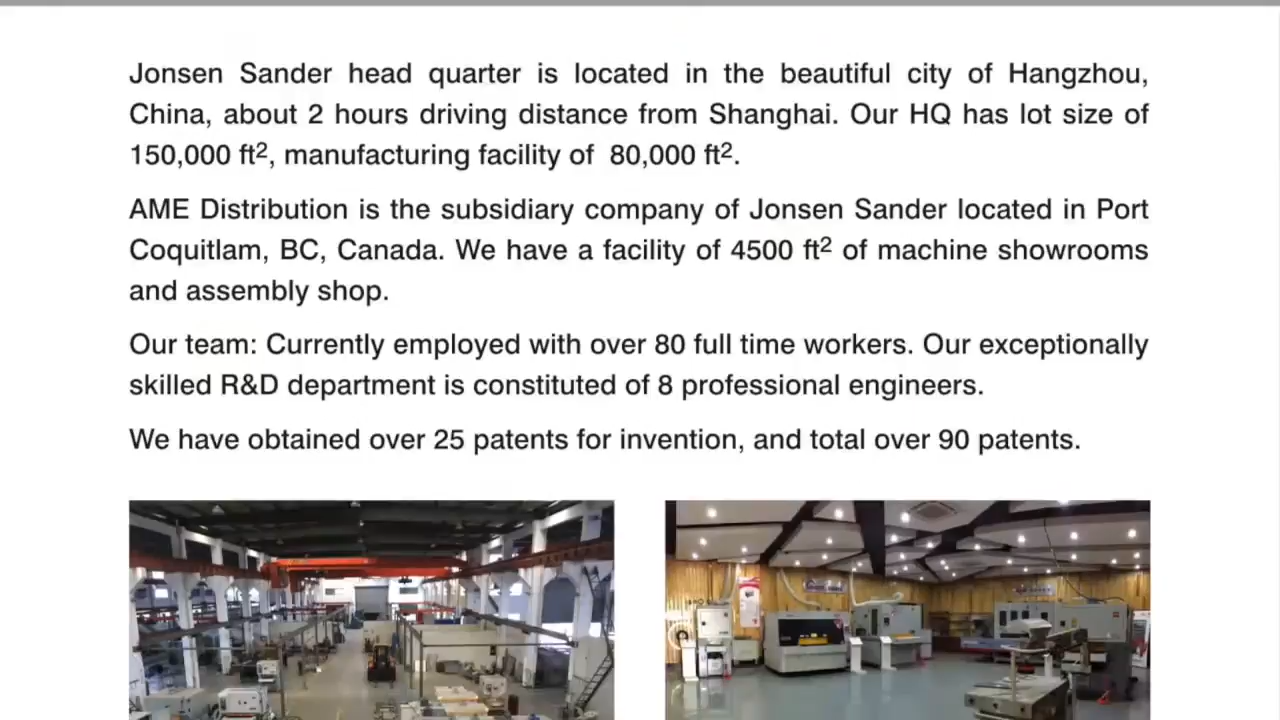 Jonsen Sander head quarter is located in the beautiful city of Hangzhou,
China, about 2 hours driving distance from Shanghai. Our HQ has lot size of
150,000 ft², manufacturing facility of 80,000 ft².
AME Distribution is the subsidiary company of Jonsen Sander located in Port
Coquitlam, BC, Canada. We have a facility of 4500 ft² of machine showrooms
and assembly shop.
Our team: Currently employed with over 80 full time workers. Our exceptionally
skilled R&D department is constituted of 8 professional engineers.
We have obtained over 25 patents for invention, and total over 90 patents.